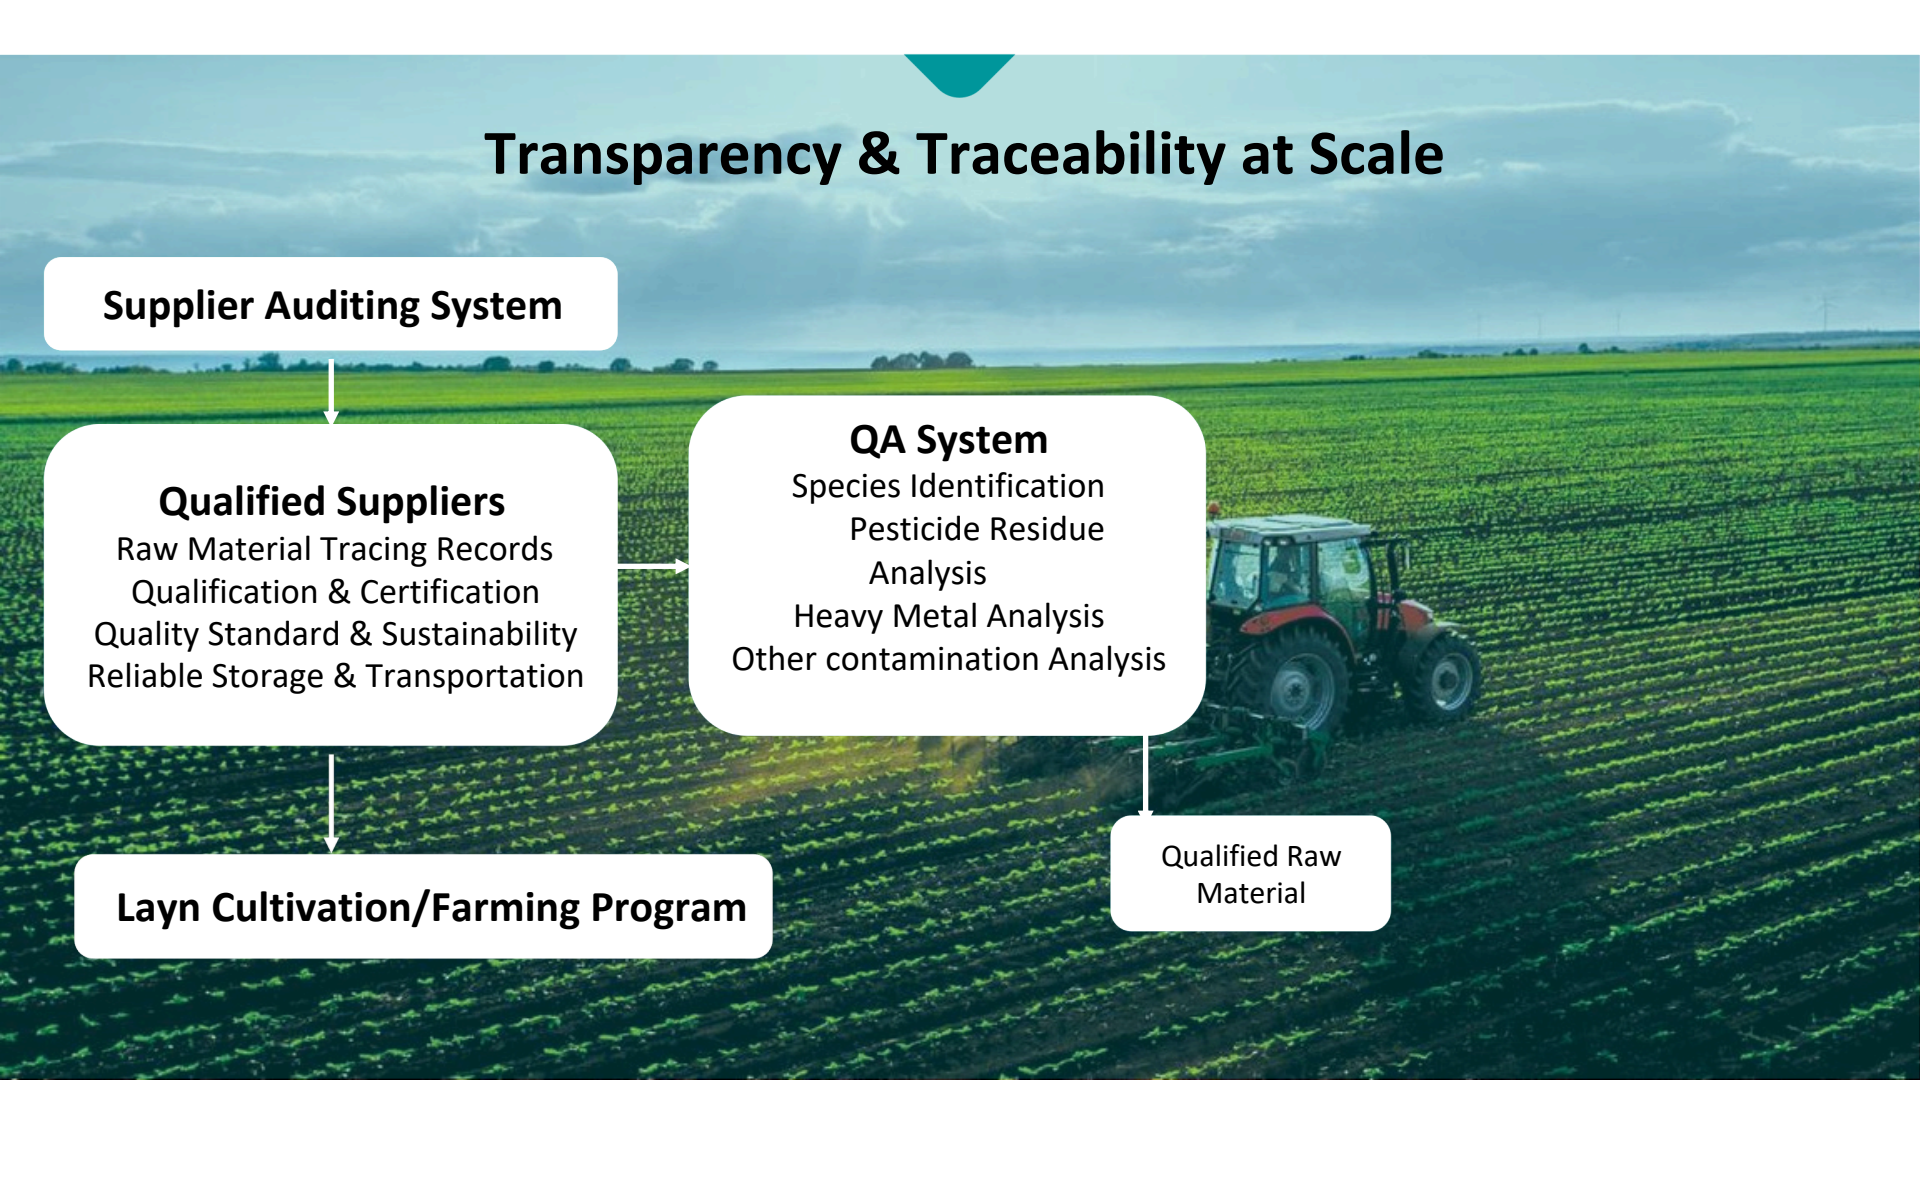 Transparency & Traceability at Scale
Supplier Auditing System
Qualified Suppliers
Raw Material Tracing Records
Qualification & Certification
Quality Standard & Sustainability
Reliable Storage & Transportation
QA System
Species Identification
Pesticide Residue
Analysis
Heavy Metal Analysis
Other contamination Analysis
Layn Cultivation/Farming Program
Qualified Raw
Material